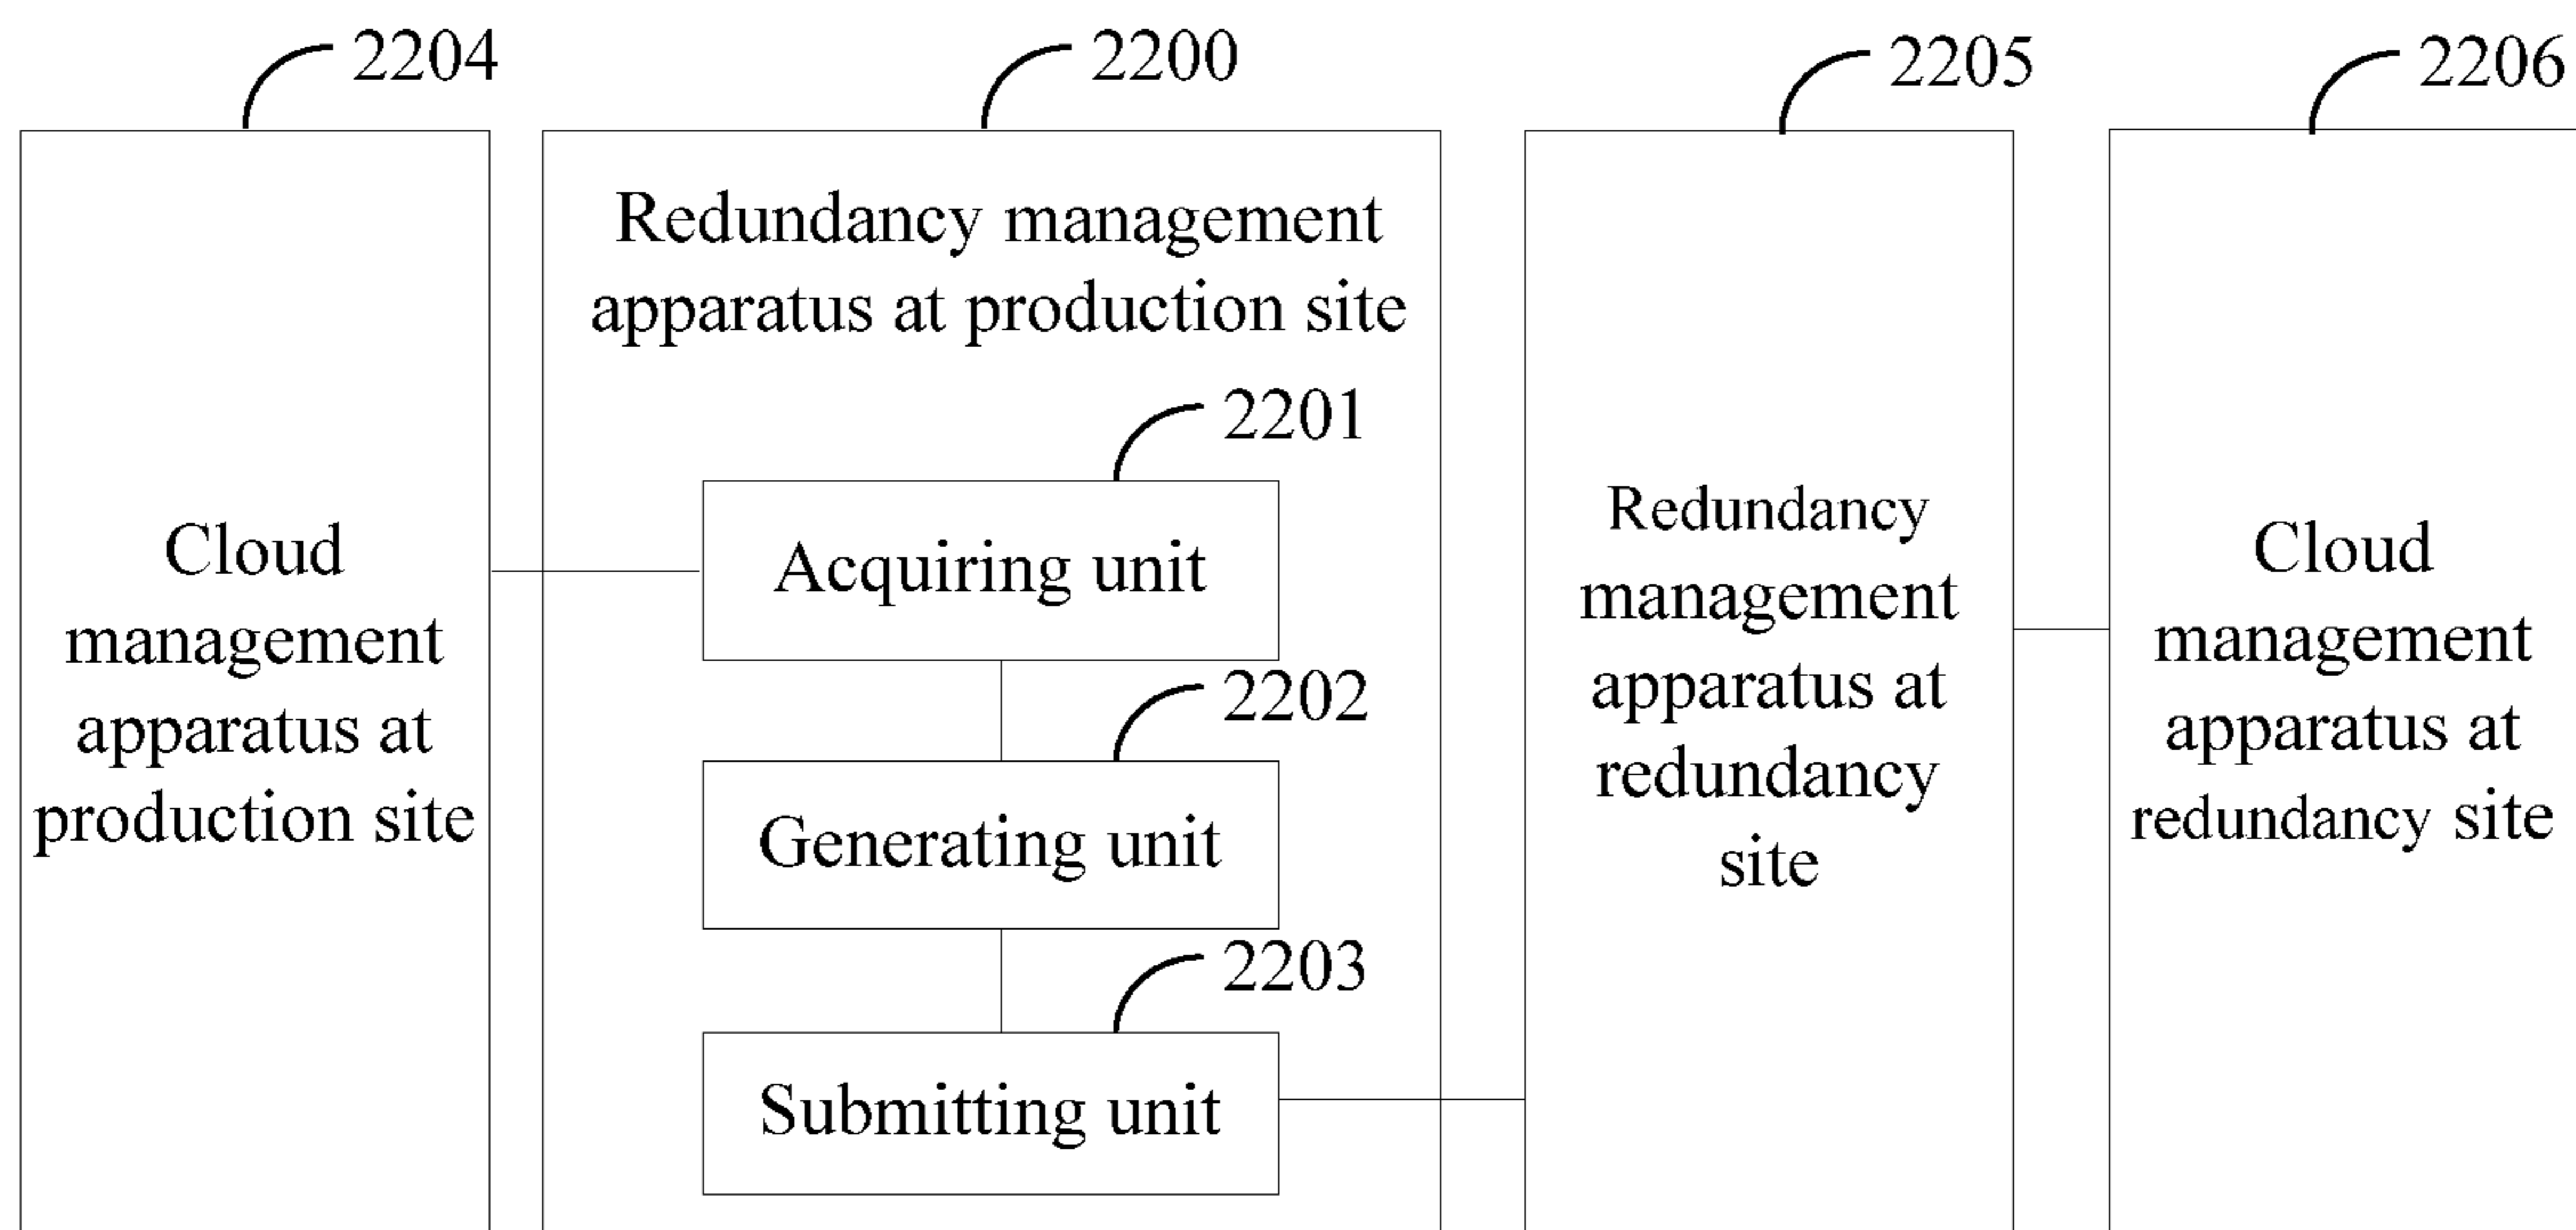 2204
2200
2205
2206
Cloud
management
apparatus at
production site
Redundancy management
apparatus at production site
2201
Acquiring unit
2202
Generating unit
2203
Submitting unit
Redundancy
management
apparatus at
redundancy
site
Cloud
management
apparatus at
redundancy site